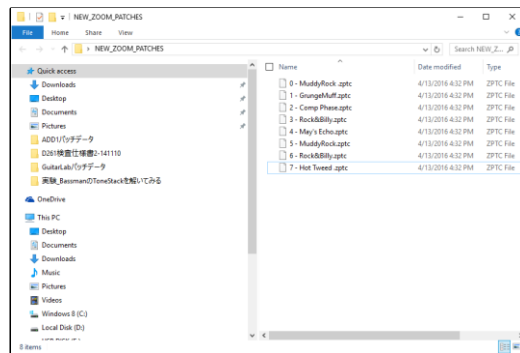 NEW_ZOOM_PATCHES
File Home Share View
NEW_ZOOM_PATCHES Search NEW_Z...
Quick access
Downloads
Desktop
Documents
Pictures
ADD1パッチデータ
D261検査仕様書2-141110
GuitarLabパッチデータ
実験_BassmanのToneStackを解いてみる
OneDrive
This PC
Desktop
Documents
Downloads
Music
Pictures
Videos
Windows 8 (C:)
Local Disk (D:)
8 items
Name Date modified Type
0 - MuddyRock .zptc 4/13/2016 4:32 PM ZPTC File
1 - GrungeMuff.zptc 4/13/2016 4:32 PM ZPTC File
2 - Comp Phase.zptc 4/13/2016 4:32 PM ZPTC File
3 - Rock&Billy.zptc 4/13/2016 4:32 PM ZPTC File
4 - May's Echo.zptc 4/13/2016 4:32 PM ZPTC File
5 - MuddyRock.zptc 4/13/2016 4:32 PM ZPTC File
6 - Rock&Billy.zptc 4/13/2016 4:32 PM ZPTC File
7 - Hot Tweed .zptc 4/13/2016 4:32 PM ZPTC File